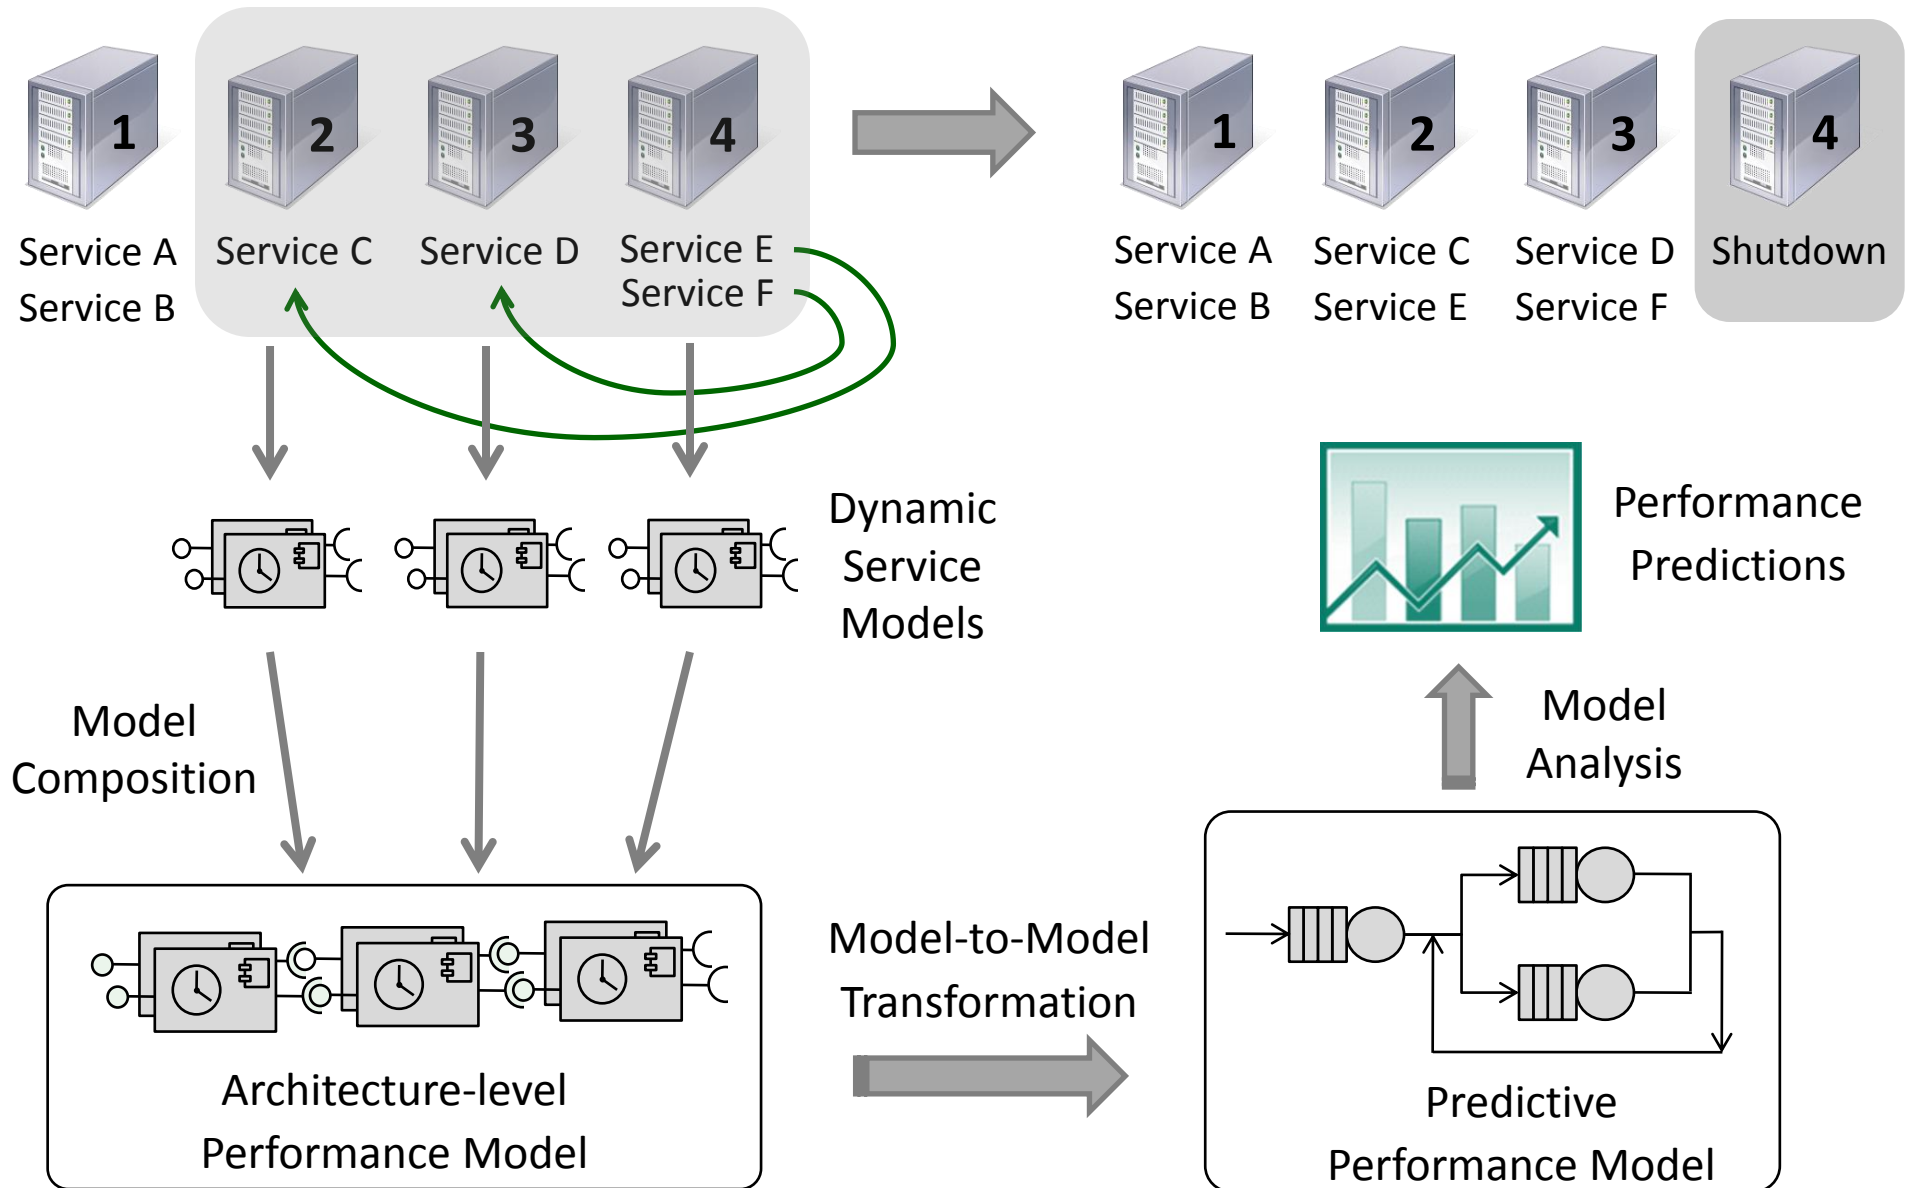 1
2
3
4
Service A
Service B
Service C
Service D
Service E
Service F
1
2
3
4
Service A
Service B
Service C
Service E
Service D
Service F
Shutdown
Dynamic
Service
Models
Performance
Predictions
Model
Composition
Model
Analysis
Architecture-level
Performance Model
Model-to-Model
Transformation
Predictive
Performance Model